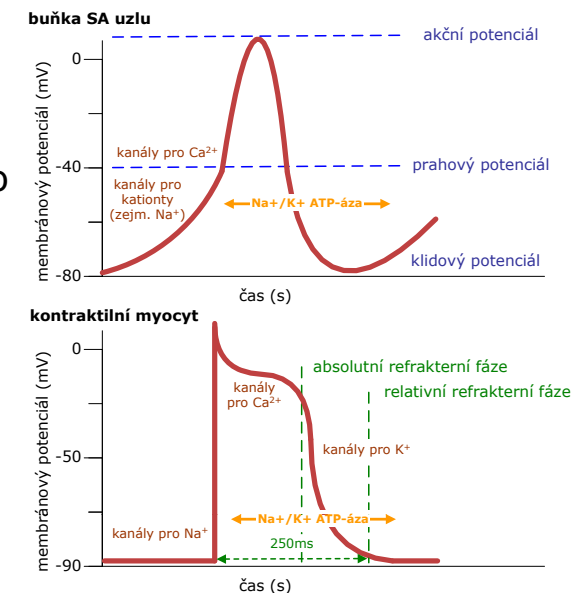 buňka SA uzlu
akční potenciál
membránový potenciál (mV)
0
kanály pro Ca²⁺
-40
prahový potenciál
kanály pro
kationty
(zejm. Na⁺)
Na+/K+ ATP-áza
klidový potenciál
-80
čas (s)
kontraktilní myocyt
membránový potenciál (mV)
0
absolutní refrakterní fáze
relativní refrakterní fáze
kanály
pro Ca²⁺
kanály pro K⁺
-50
Na+/K+ ATP-áza
kanály pro Na⁺
250ms
-90
čas (s)